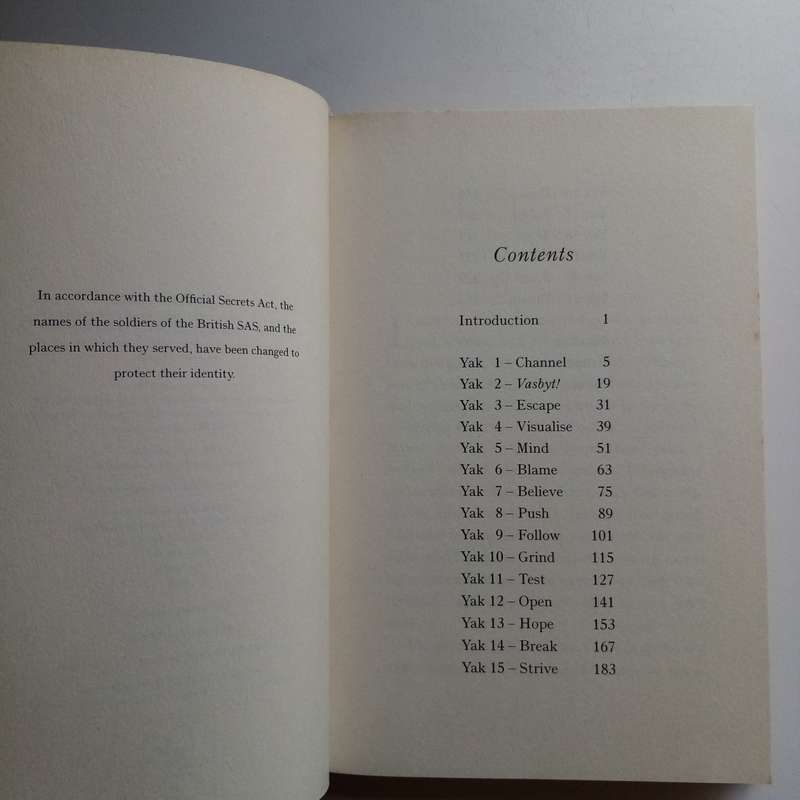 In accordance with the Official Secrets Act, the
names of the soldiers of the British SAS, and the
places in which they served, have been changed to
protect their identity.
Contents
Introduction 1
Yak 1 – Channel 5
Yak 2 – Vasbyt! 19
Yak 3 – Escape 31
Yak 4 – Visualise 39
Yak 5 – Mind 51
Yak 6 – Blame 63
Yak 7 – Believe 75
Yak 8 – Push 89
Yak 9 – Follow 101
Yak 10 – Grind 115
Yak 11 – Test 127
Yak 12 – Open 141
Yak 13 – Hope 153
Yak 14 – Break 167
Yak 15 – Strive 183